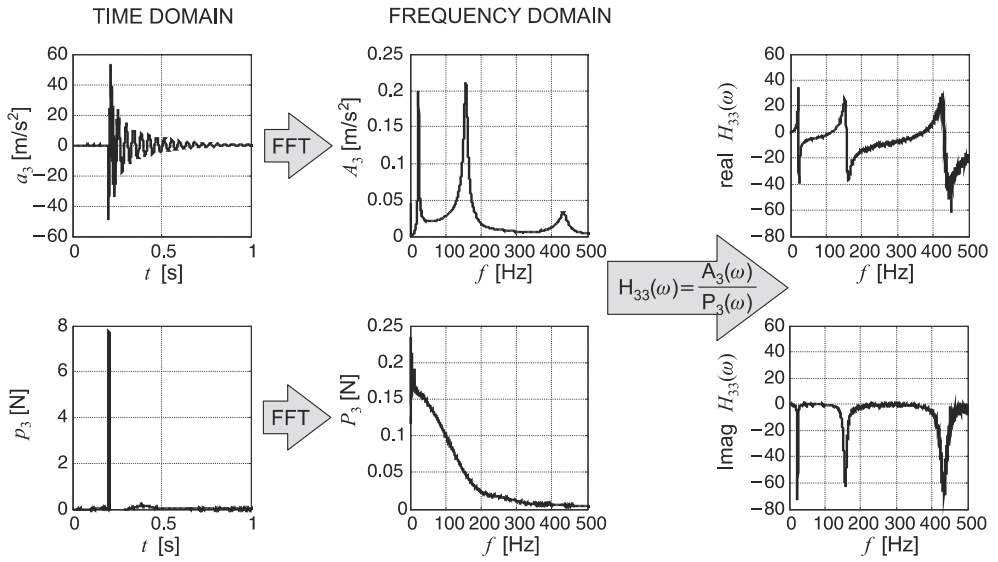 TIME DOMAIN
FREQUENCY DOMAIN
60
40
20
0
−20
−40
−60
a₃ [m/s²]
0
0.5
1
t [s]
FFT
0.25
0.2
0.15
0.1
0.05
0
A₃ [m/s²]
0 100 200 300 400 500
f [Hz]
60
40
20
0
−20
−40
−60
−80
real H₃₃(ω)
0 100 200 300 400 500
f [Hz]
H₃₃(ω)=A₃(ω)/P₃(ω)
8
6
4
2
0
p₃ [N]
0
0.5
1
t [s]
FFT
0.25
0.2
0.15
0.1
0.05
0
P₃ [N]
0 100 200 300 400 500
f [Hz]
60
40
20
0
−20
−40
−60
−80
Imag H₃₃(ω)
0 100 200 300 400 500
f [Hz]